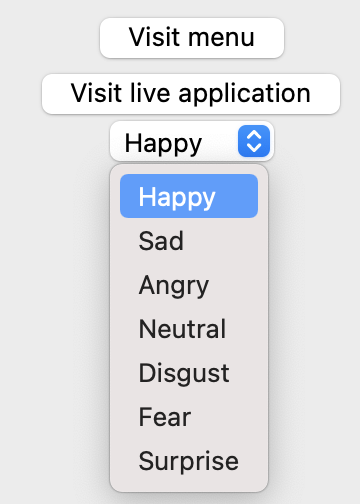 Visit menu
Visit live application
Happy
Happy
Sad
Angry
Neutral
Disgust
Fear
Surprise